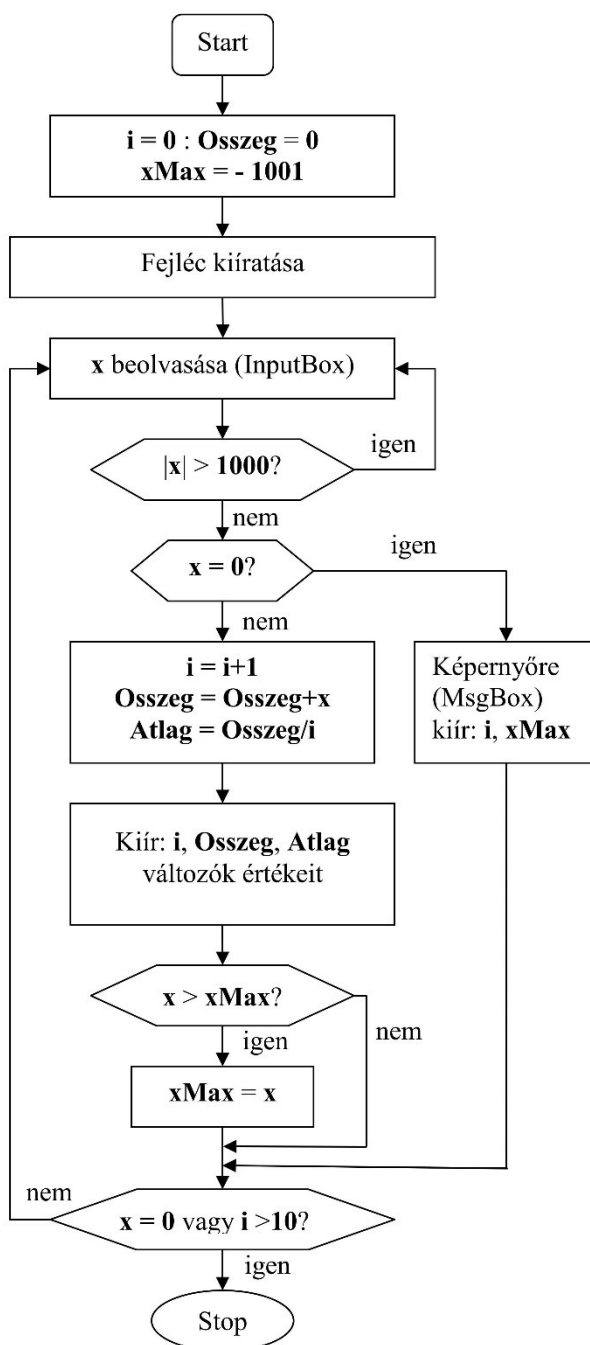 Start
i = 0 : Osszeg = 0
xMax = - 1001
Fejléc kiíratása
x beolvasása (InputBox)
|x| > 1000?
igen
nem
x = 0?
igen
nem
i = i+1
Osszeg = Osszeg+x
Atlag = Osszeg/i
Képernyőre
(MsgBox)
kiír: i, xMax
Kiír: i, Osszeg, Atlag
változók értékeit
x > xMax?
nem
igen
xMax = x
nem
x = 0 vagy i >10?
igen
Stop